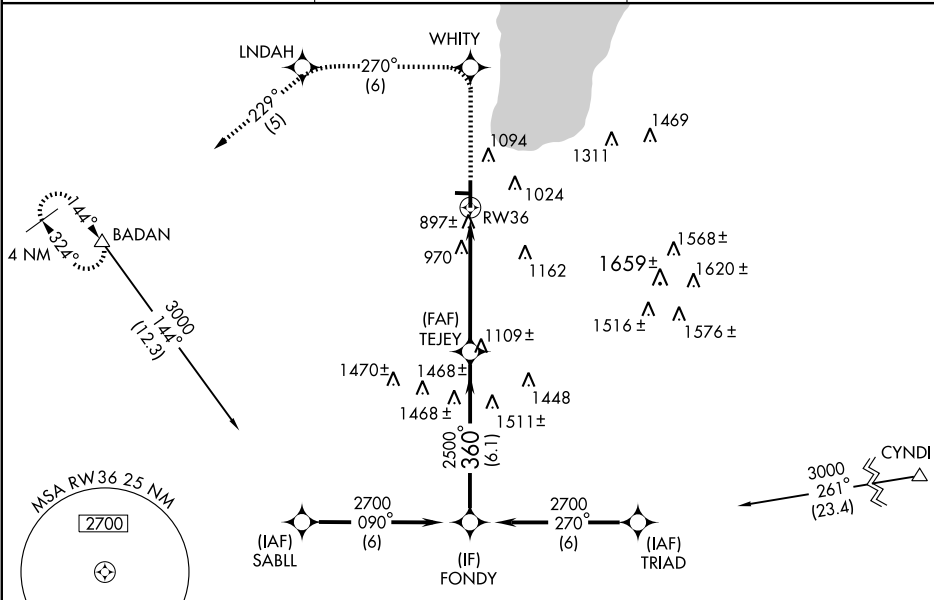 LNDAH
WHITY
270°
(6)
229°
(5)
1094
1311
1469
1024
RW36
897±
970
1162
144°
BADAN
4 NM
324°
1568±
1659±
1620±
1516±
1576±
3000
144°
(12.3)
(FAF)
TEJEY
1109±
1470±
1468±
1468±
1511±
1448
2500
360°
(6.1)
CYNDI
3000
261°
(23.4)
MSA RW36 25 NM
2700
2700
090°
(6)
2700
270°
(6)
(IAF)
SABLL
(IF)
FONDY
(IAF)
TRIAD